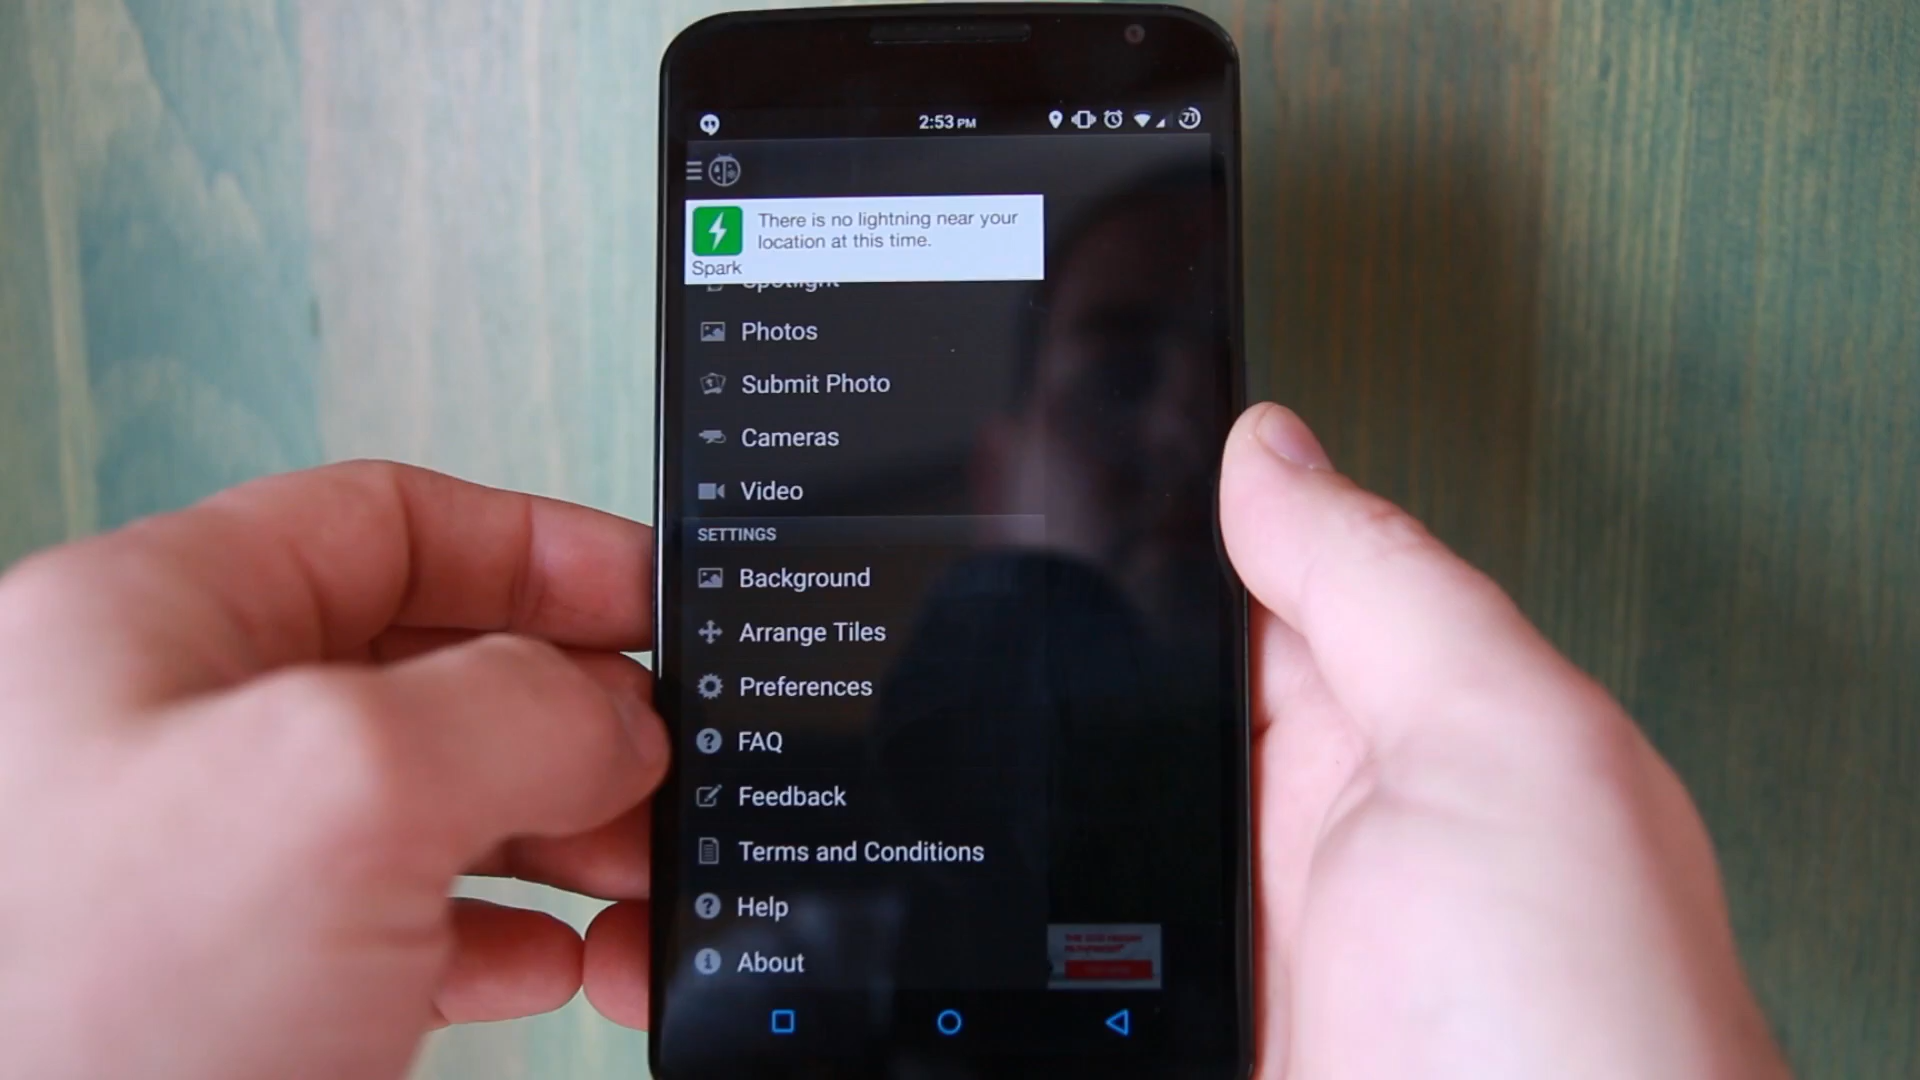 2:53 PM
71
There is no lightning near your
location at this time.
Spark
Spotlight
Photos
Submit Photo
Cameras
Video
SETTINGS
Background
Arrange Tiles
Preferences
FAQ
Feedback
Terms and Conditions
Help
About